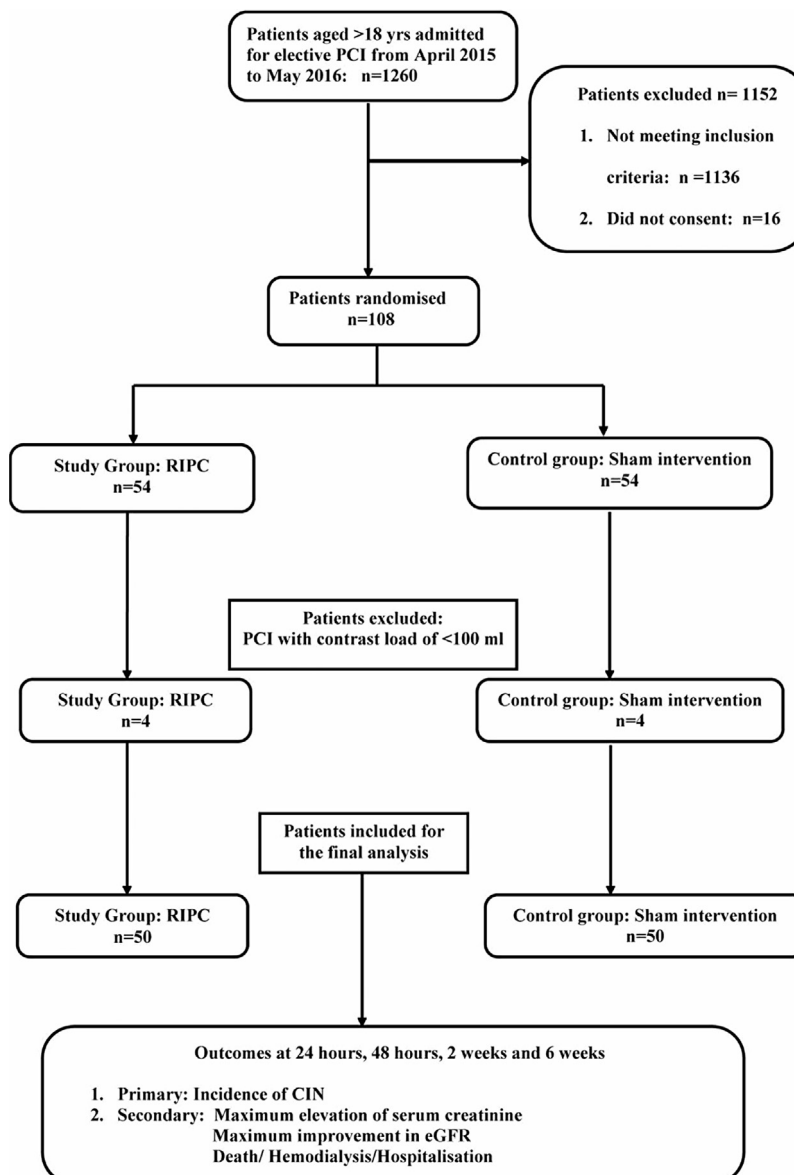 Patients aged >18 yrs admitted
for elective PCI from April 2015
to May 2016: n=1260
Patients excluded n= 1152
1. Not meeting inclusion
criteria: n =1136
2. Did not consent: n=16
Patients randomised
n=108
Study Group: RIPC
n=54
Control group: Sham intervention
n=54
Patients excluded:
PCI with contrast load of <100 ml
Study Group: RIPC
n=4
Control group: Sham intervention
n=4
Patients included for
the final analysis
Study Group: RIPC
n=50
Control group: Sham intervention
n=50
Outcomes at 24 hours, 48 hours, 2 weeks and 6 weeks
1. Primary: Incidence of CIN
2. Secondary: Maximum elevation of serum creatinine
Maximum improvement in eGFR
Death/ Hemodialysis/Hospitalisation